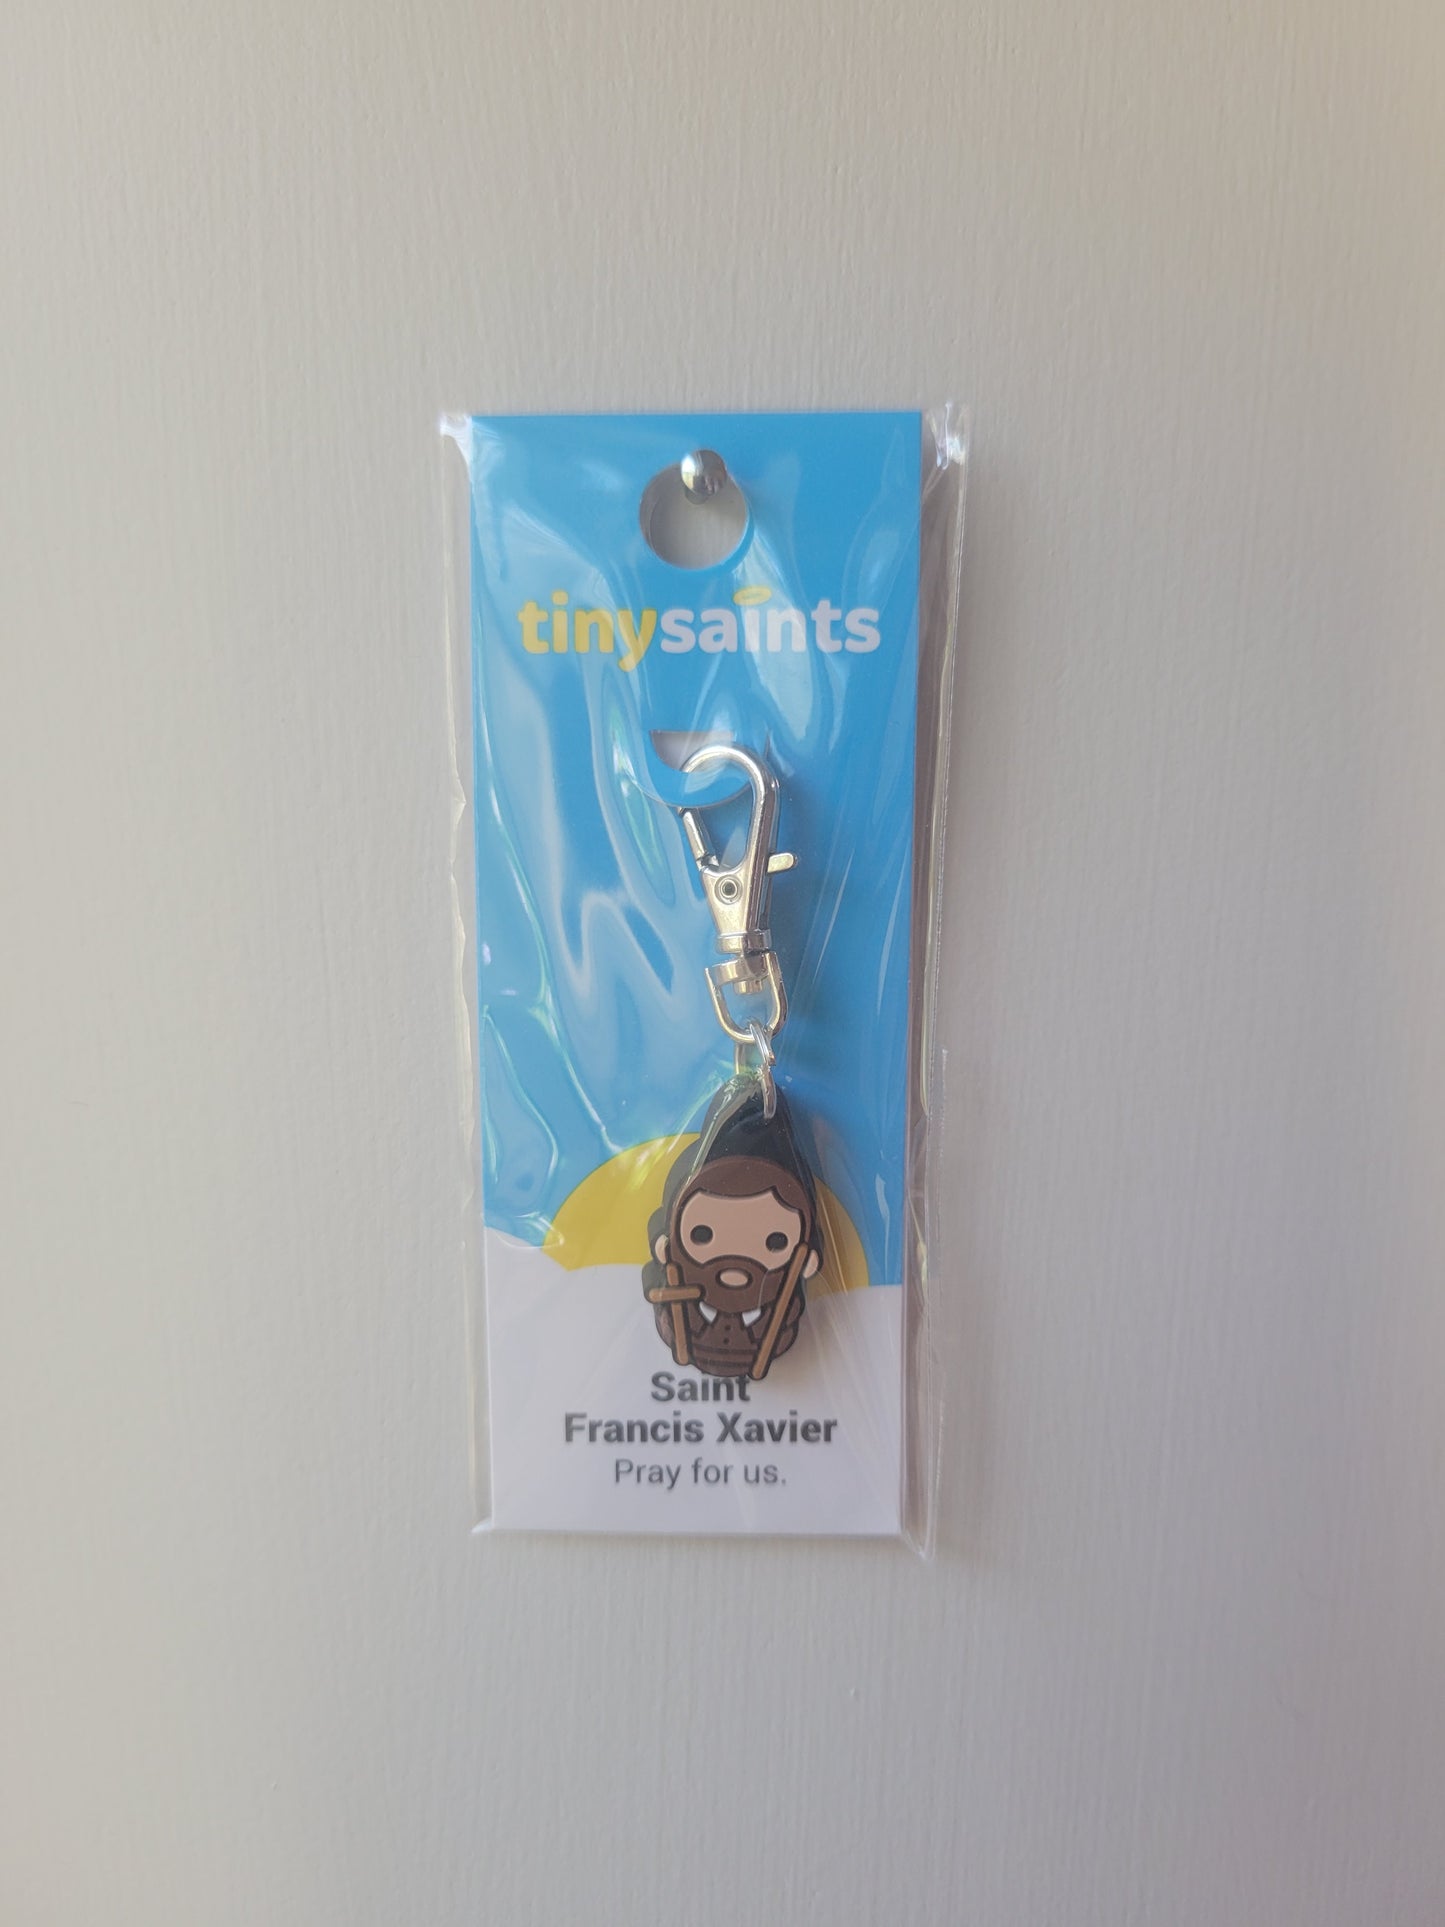 tinysaints
Saint
Francis Xavier
Pray for us.